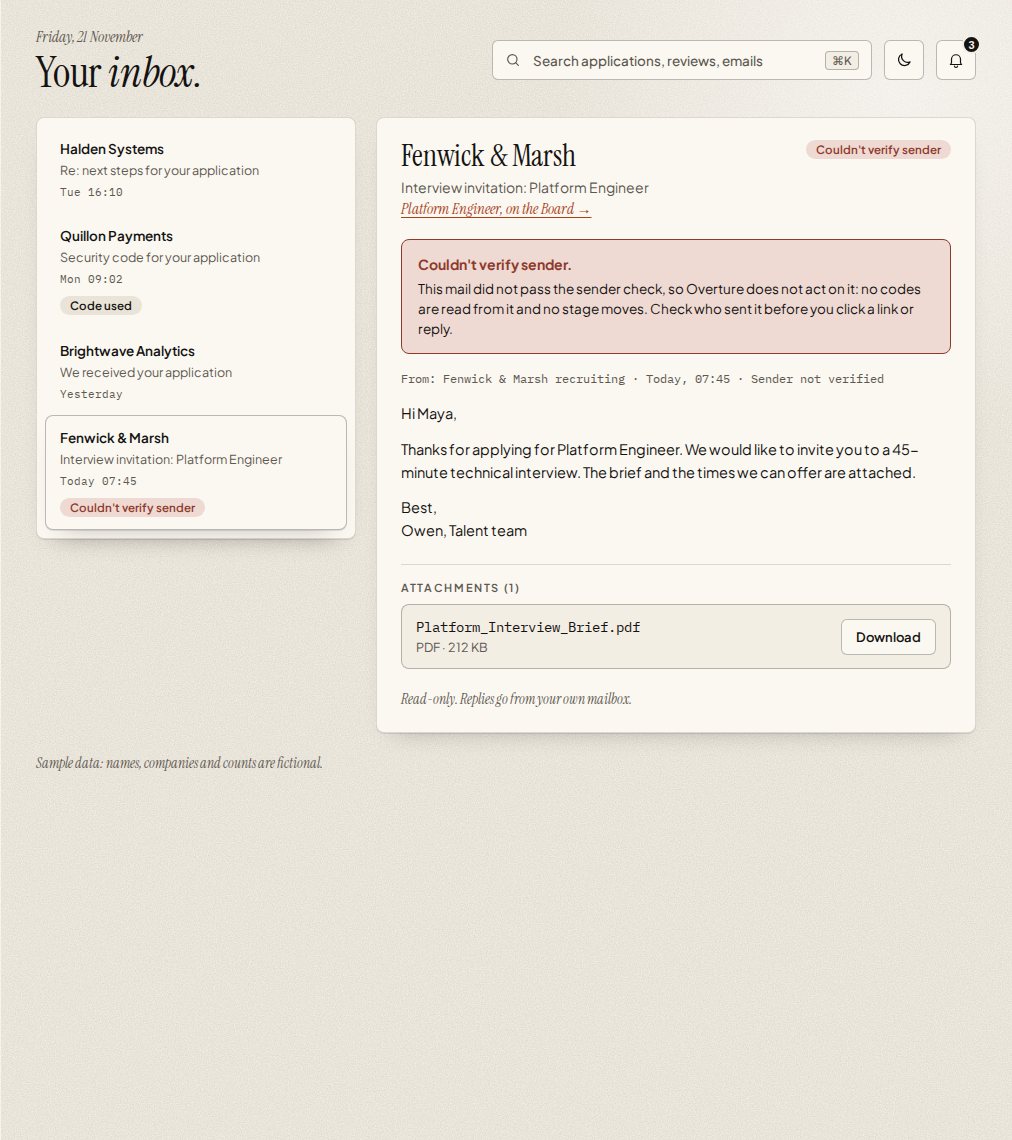 Friday, 21 November
Your inbox.
Search applications, reviews, emails
⌘K
3
Halden Systems
Re: next steps for your application
Tue 16:10
Quillon Payments
Security code for your application
Mon 09:02
Code used
Brightwave Analytics
We received your application
Yesterday
Fenwick & Marsh
Interview invitation: Platform Engineer
Today 07:45
Couldn't verify sender
Fenwick & Marsh
Couldn't verify sender
Interview invitation: Platform Engineer
Platform Engineer, on the Board →
Couldn't verify sender.
This mail did not pass the sender check, so Overture does not act on it: no codes
are read from it and no stage moves. Check who sent it before you click a link or
reply.
From: Fenwick & Marsh recruiting · Today, 07:45 · Sender not verified
Hi Maya,
Thanks for applying for Platform Engineer. We would like to invite you to a 45-
minute technical interview. The brief and the times we can offer are attached.
Best,
Owen, Talent team
ATTACHMENTS (1)
Platform_Interview_Brief.pdf
PDF · 212 KB
Download
Read-only. Replies go from your own mailbox.
Sample data: names, companies and counts are fictional.